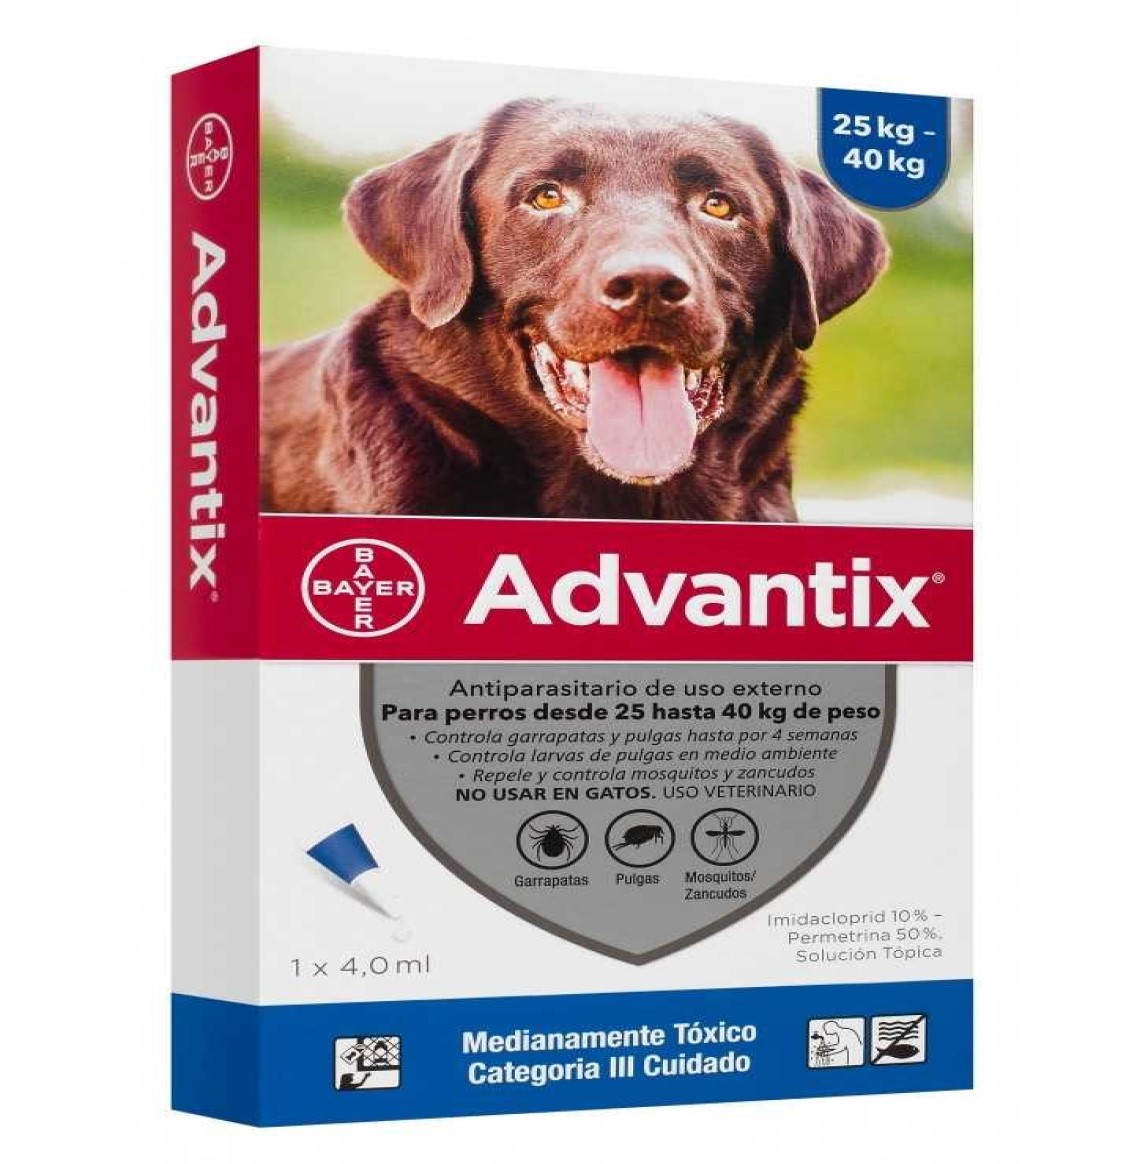 BAYER
BAYER
Advantix®
25 kg -
40 kg
BAYER
BAYER
Advantix®
Antiparasitario de uso externo
Para perros desde 25 hasta 40 kg de peso
• Controla garrapatas y pulgas hasta por 4 semanas
• Controla larvas de pulgas en medio ambiente
• Repele y controla mosquitos y zancudos
NO USAR EN GATOS. USO VETERINARIO
Garrapatas
Pulgas
Mosquitos/
Zancudos
Imidacloprid 10% -
Permetrina 50%,
Solución Tópica
1 x 4,0 ml
Medianamente Tóxico
Categoria III Cuidado